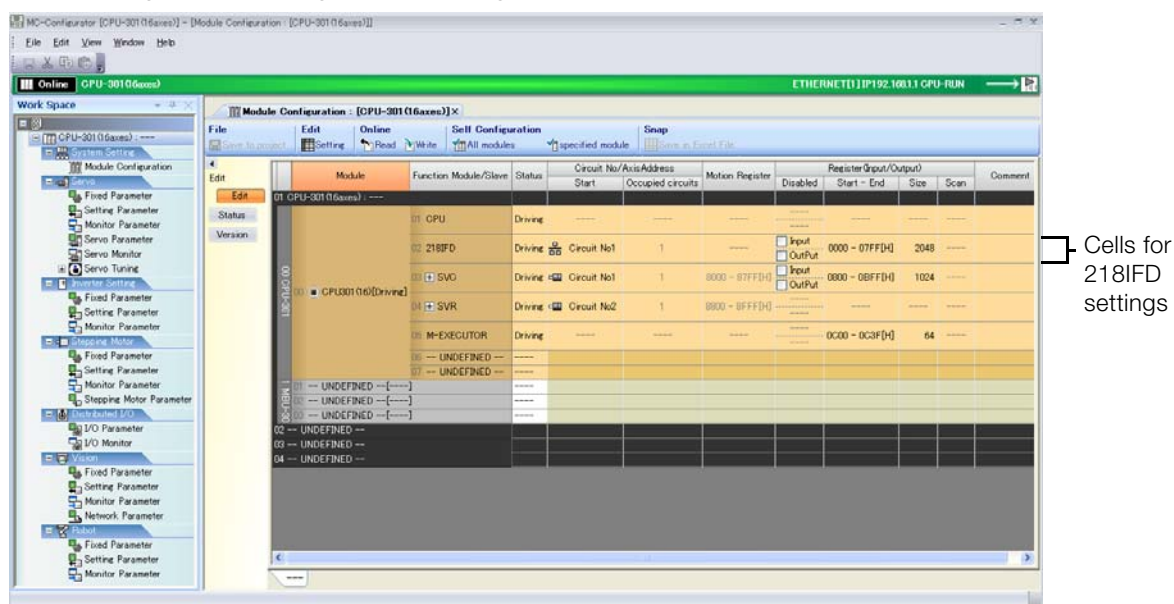 MC-Configurator [CPU-301(16axes)] - [Module Configuration : [CPU-301(16axes)]]
File Edit View Window Help
Online CPU-301(16axes) ETHERNET[1] IP192.168.1.1 CPU-RUN
Work Space
CPU-301(16axes) : ---
System Setting
Module Configuration
Servo
Fixed Parameter
Setting Parameter
Monitor Parameter
Servo Parameter
Servo Monitor
Servo Tuning
Inverter Setting
Fixed Parameter
Setting Parameter
Monitor Parameter
Stepping Motor
Fixed Parameter
Setting Parameter
Monitor Parameter
Stepping Motor Parameter
Distributed I/O
I/O Parameter
I/O Monitor
Vision
Fixed Parameter
Setting Parameter
Monitor Parameter
Network Parameter
Robot
Fixed Parameter
Setting Parameter
Monitor Parameter
Module Configuration : [CPU-301(16axes)] ×
File Edit Online Self Configuration Snap
Save to project Setting Read Write All modules specified module Save in Excel File
Edit
Edit
Status
Version
Module Function Module/Slave Status Circuit No/AxisAddress Motion Register Register(Input/Output) Comment
Start Occupied circuits Disabled Start - End Size Scan
01 CPU-301(16axes) : ----
00 CPU-301
00 CPU301(16)[Driving]
01 CPU Driving ---- ---- ---- ---- ---- ---- ----
02 218IFD Driving Circuit No1 1 ---- Input OutPut 0000 - 07FF[H] 2048 ----
03 SVC Driving Circuit No1 1 8000 - 87FF[H] Input OutPut 0800 - 0BFF[H] 1024 ----
04 SVR Driving Circuit No2 1 8800 - 8FFF[H] ---- ---- ---- ----
05 M-EXECUTOR Driving ---- ---- ---- ---- 0C00 - 0C3F[H] 64 ----
06 -- UNDEFINED -- ----
07 -- UNDEFINED -- ----
01 -- UNDEFINED --[----] ----
02 -- UNDEFINED --[----] ----
03 -- UNDEFINED --[----] ----
02 -- UNDEFINED --
03 -- UNDEFINED --
04 -- UNDEFINED --
----
Cells for
218IFD
settings